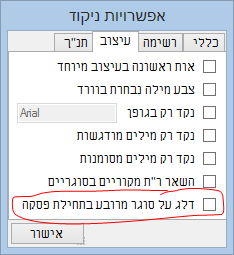 אפשרויות ניקוד
כללי רשימה עיצוב תנ"ך
אות ראשונה בעיצוב מיוחד
צבע מילה נבחרת בוורד
נקד רק בגופן Arial
נקד רק מילים מודגשות
נקד רק מילים מסומנות
השאר ר"ת מקוריים בסוגריים
דלג על סוגר מרובע בתחילת פסקה
אישור